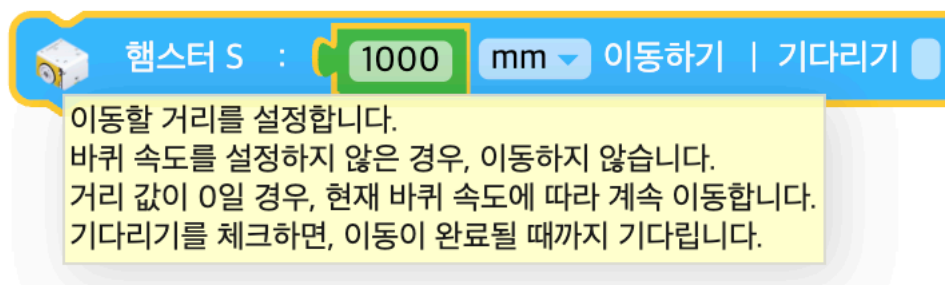 햄스터 S : 1000 mm 이동하기 | 기다리기
이동할 거리를 설정합니다.
바퀴 속도를 설정하지 않은 경우, 이동하지 않습니다.
거리 값이 0일 경우, 현재 바퀴 속도에 따라 계속 이동합니다.
기다리기를 체크하면, 이동이 완료될 때까지 기다립니다.